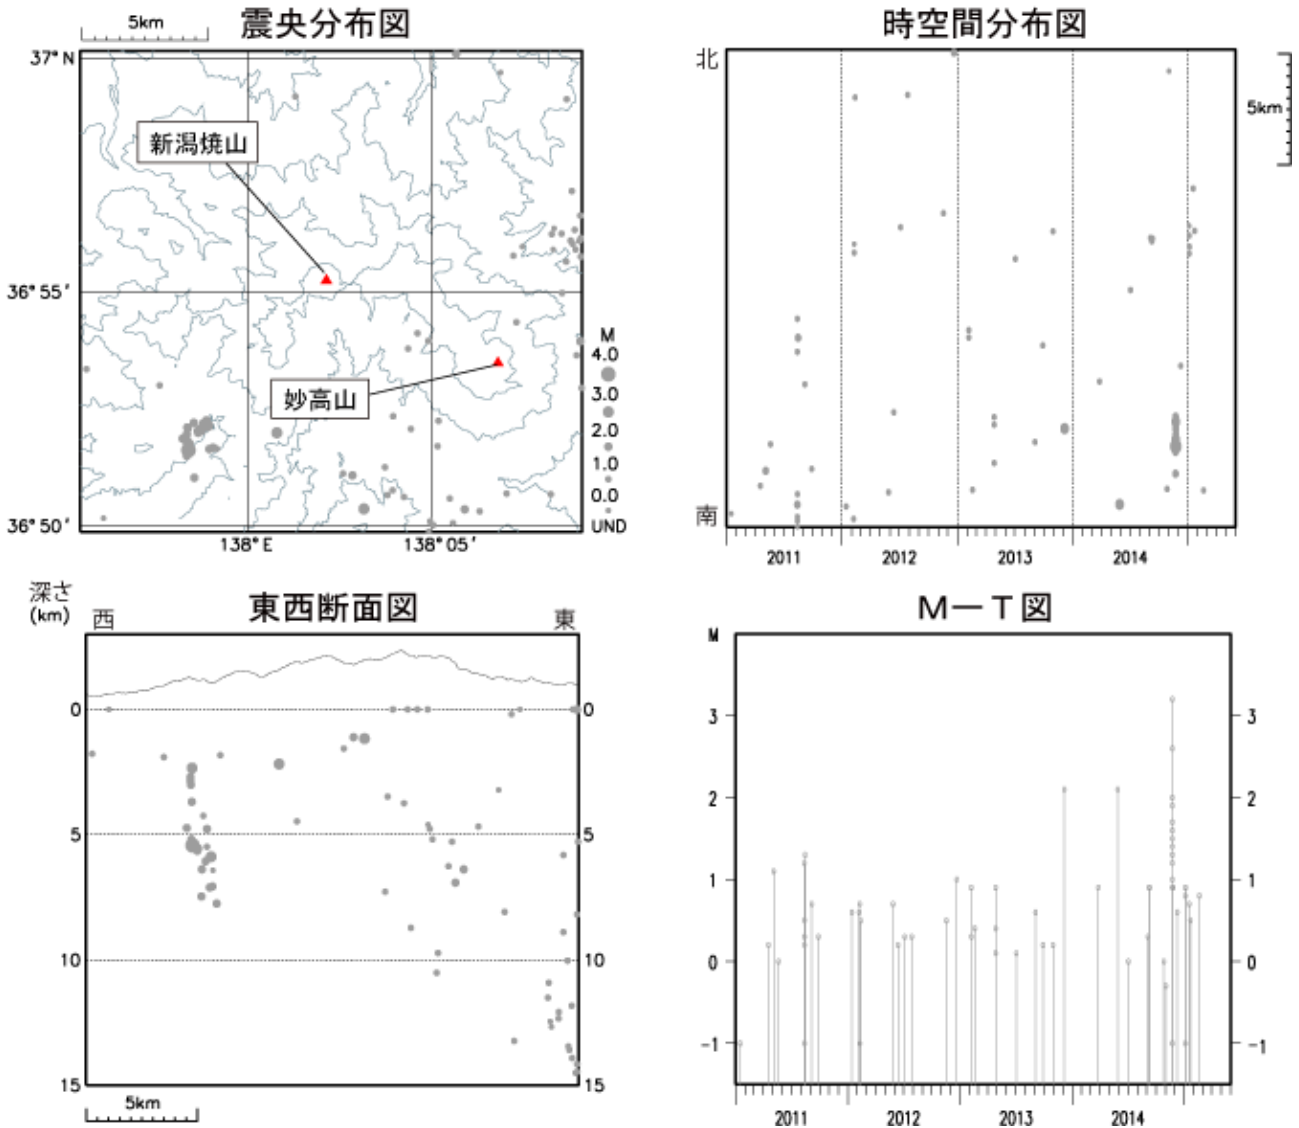 5km
震央分布図
37°N
新潟焼山
36°55′
妙高山
36°50′
138°E
138°05′
M
4.0
3.0
2.0
1.0
0.0
UND
時空間分布図
北
南
5km
2011
2012
2013
2014
深さ
(km)
西
東西断面図
東
0
0
5
5
10
10
15
15
5km
M－T図
M
3
3
2
2
1
1
0
0
-1
-1
2011
2012
2013
2014